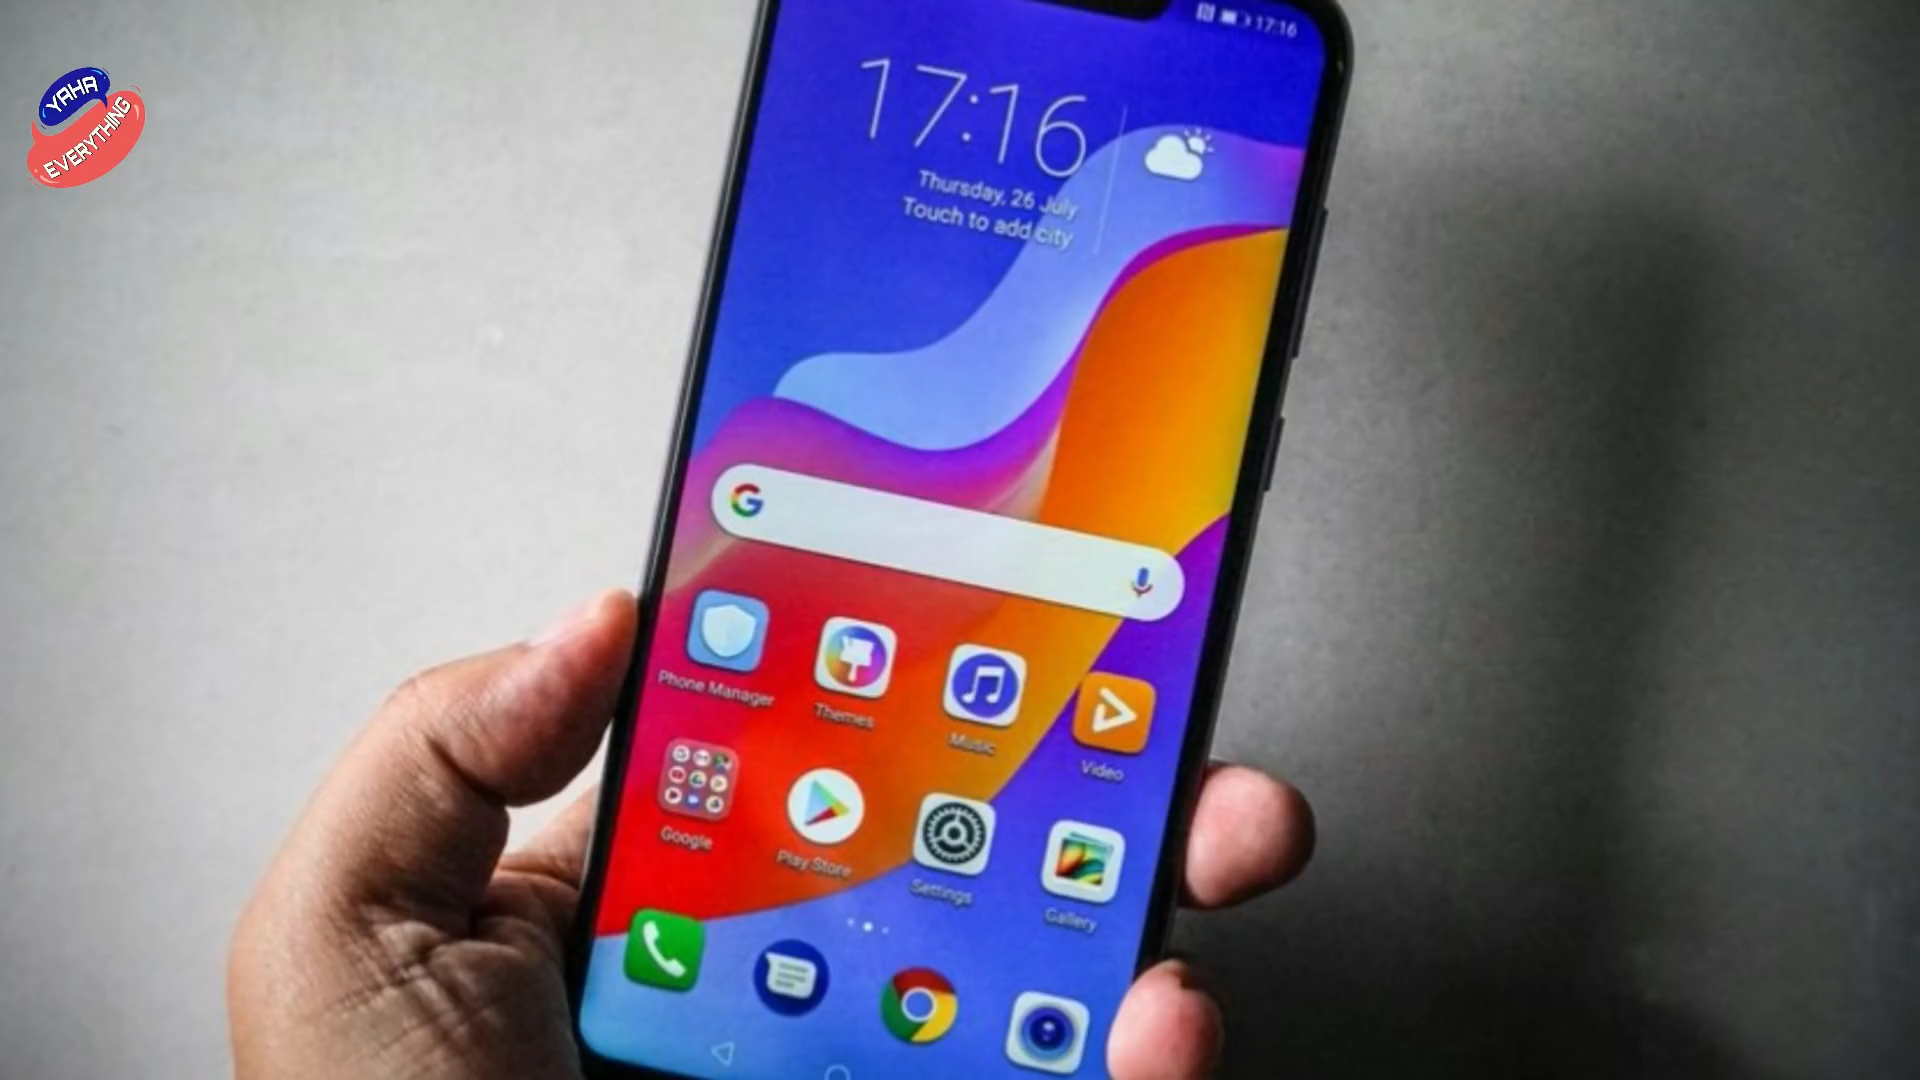 YAHA
EVERYTHING
17:16
17:16
Thursday, 26 July
Touch to add city
G
Phone Manager
Themes
Music
Video
Google
Play Store
Settings
Gallery